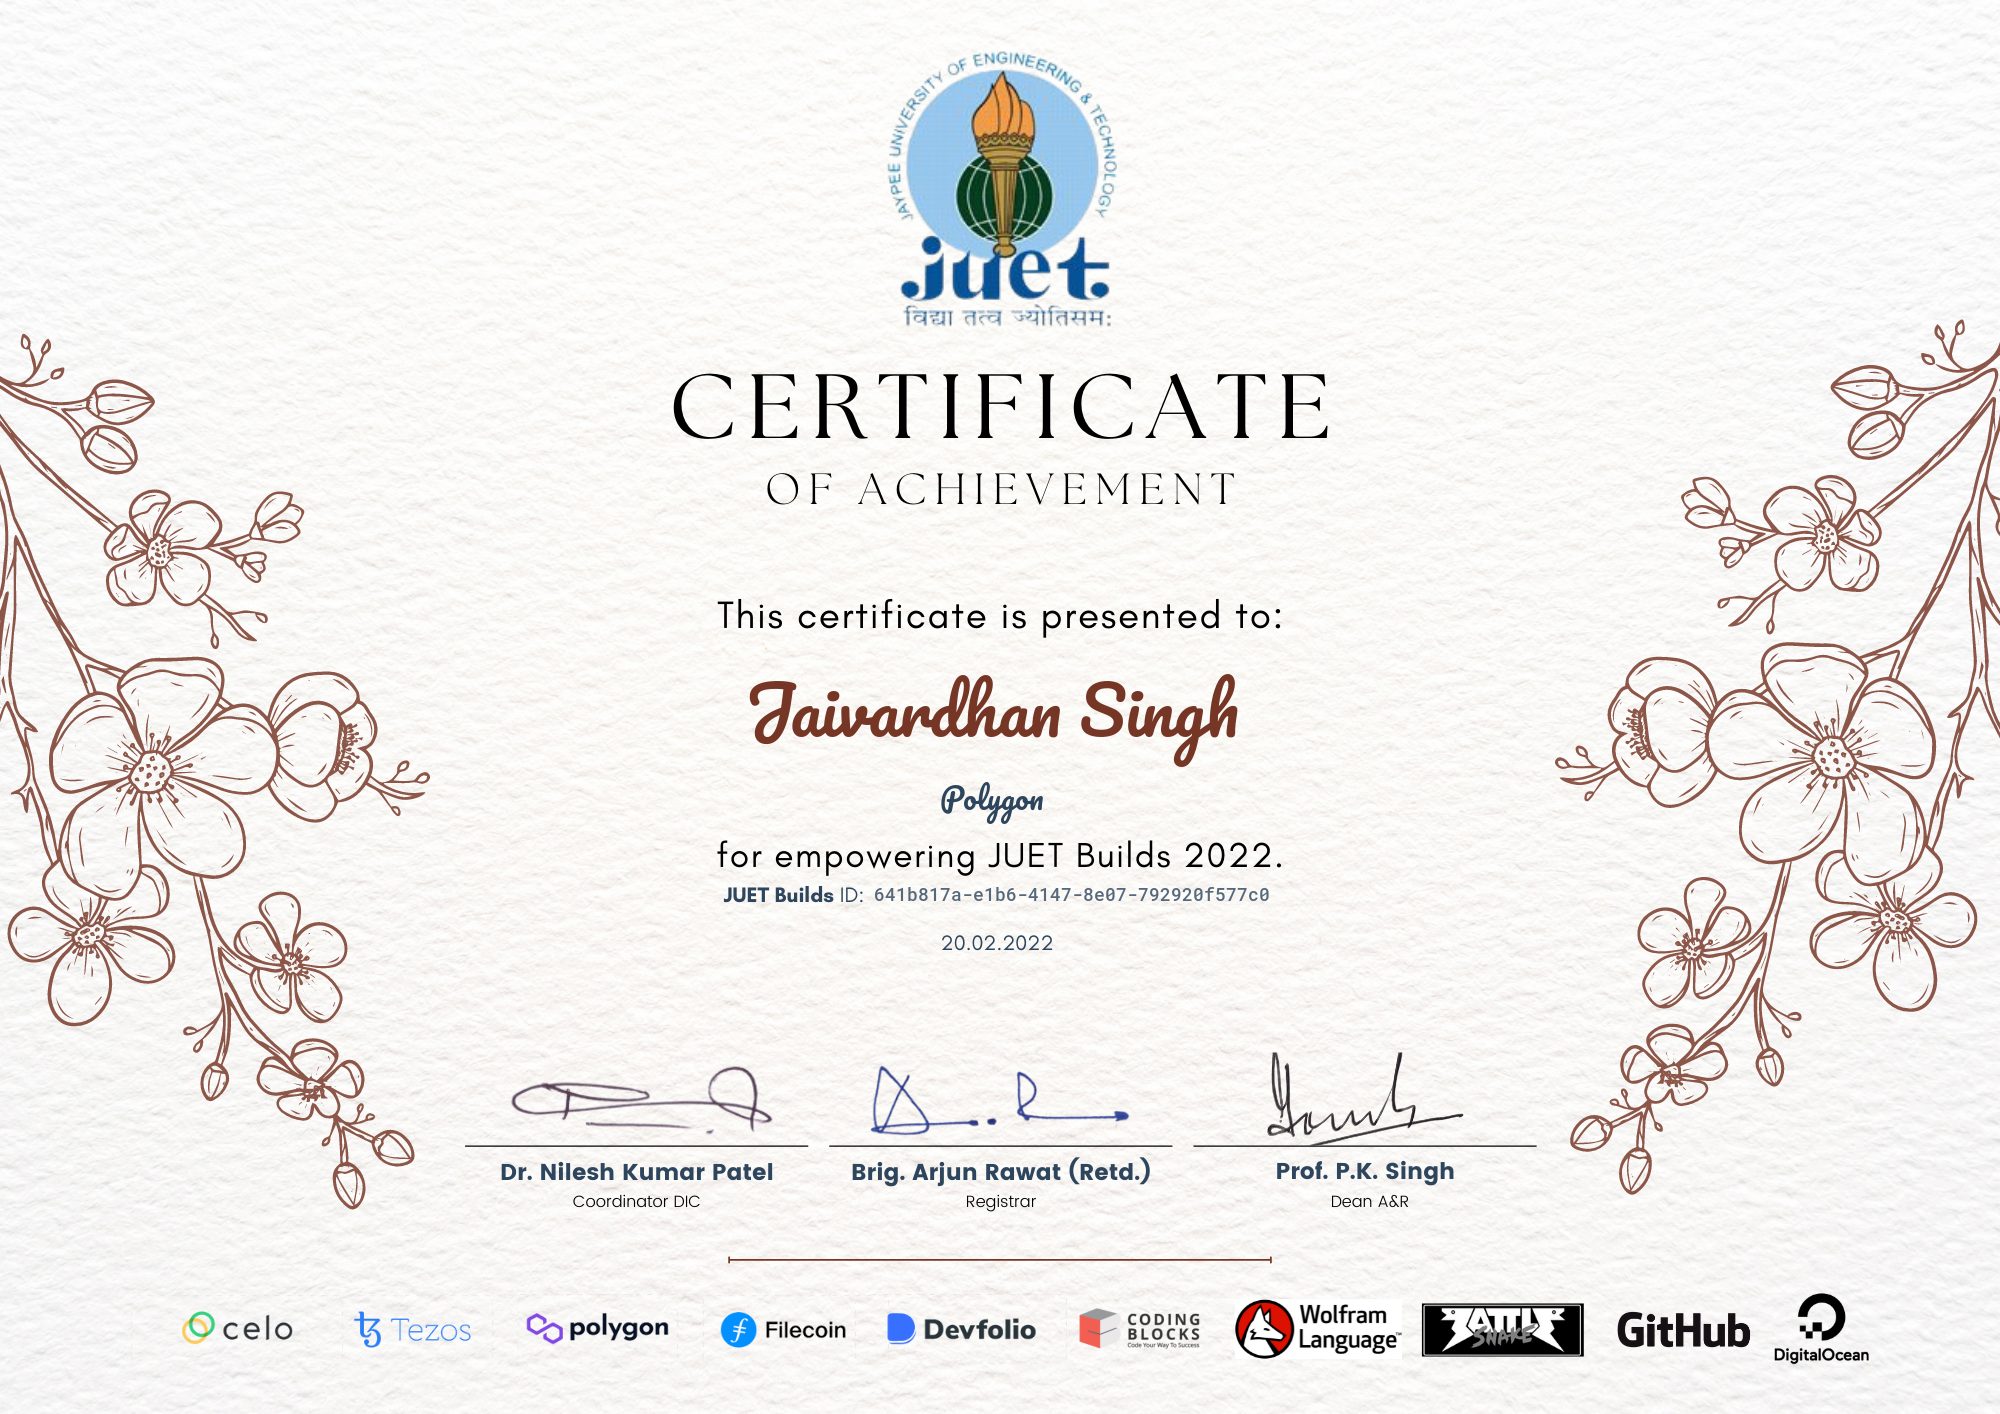 JAYPEE UNIVERSITY OF ENGINEERING & TECHNOLOGY
juet
विद्या तत्व ज्योतिसम:
CERTIFICATE
OF ACHIEVEMENT
This certificate is presented to:
Jaivardhan Singh
Polygon
for empowering JUET Builds 2022.
JUET Builds ID: 641b817a-e1b6-4147-8e07-792920f577c0
20.02.2022
Dr. Nilesh Kumar Patel
Coordinator DIC
Brig. Arjun Rawat (Retd.)
Registrar
Prof. P.K. Singh
Dean A&R
celo
Tezos
polygon
Filecoin
Devfolio
CODING
BLOCKS
Code Your Way To Success
Wolfram
Language™
BATTLE
SNAKE
GitHub
DigitalOcean